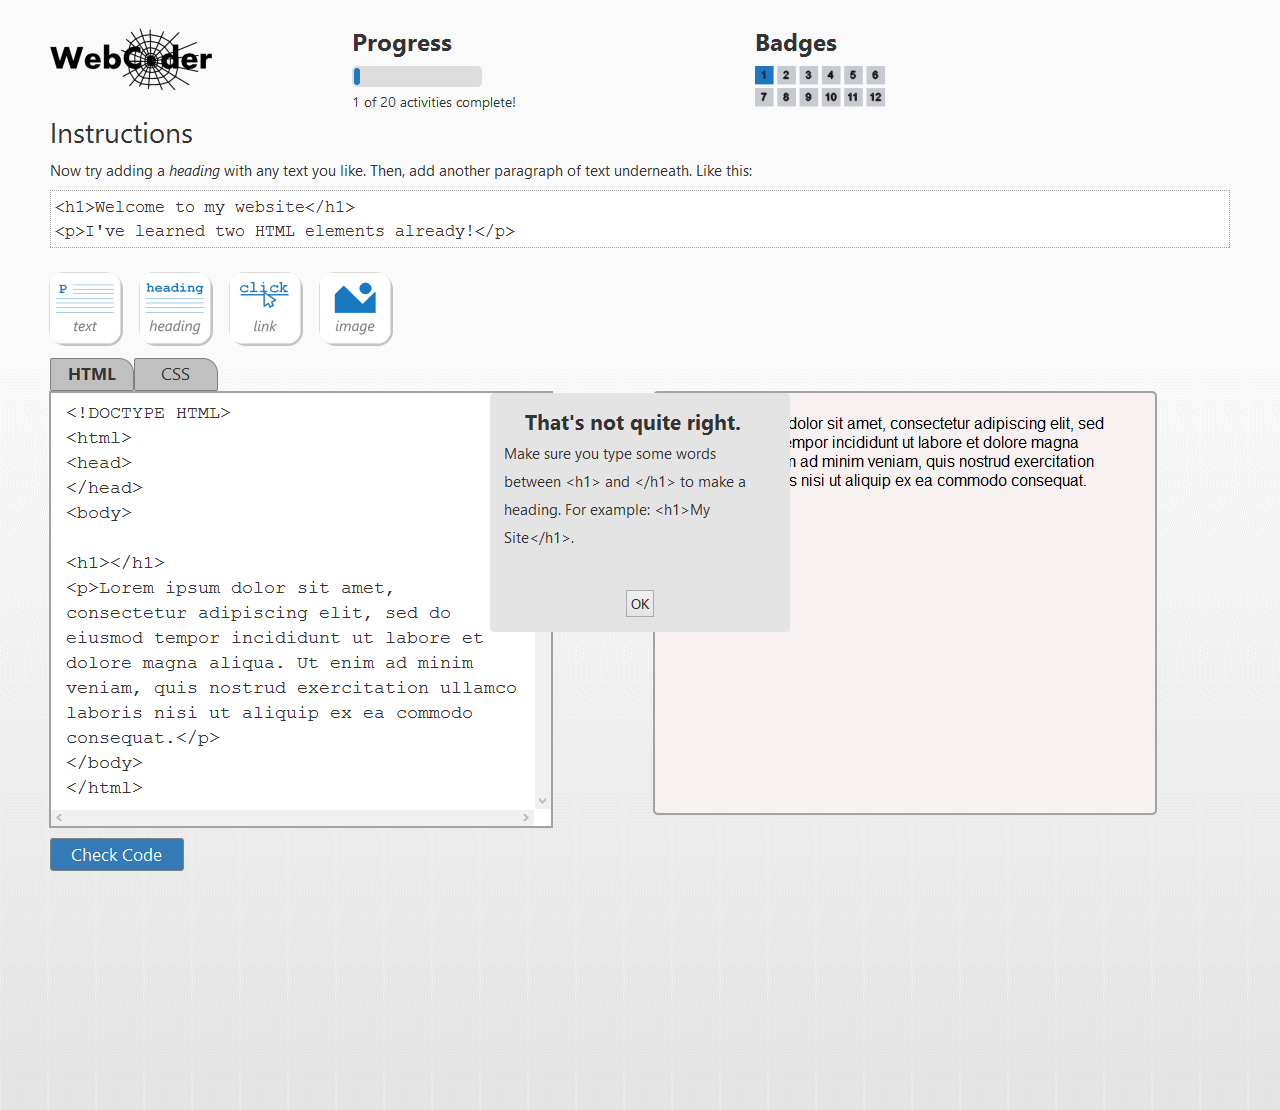 WebCoder
Progress
1 of 20 activities complete!
Badges
1 2 3 4 5 6
7 8 9 10 11 12
Instructions
Now try adding a heading with any text you like. Then, add another paragraph of text underneath. Like this:
<h1>Welcome to my website</h1>
<p>I've learned two HTML elements already!</p>
P
text
heading
heading
click
link
image
HTML
CSS
<!DOCTYPE HTML>
<html>
<head>
</head>
<body>
<h1></h1>
<p>Lorem ipsum dolor sit amet,
consectetur adipiscing elit, sed do
eiusmod tempor incididunt ut labore et
dolore magna aliqua. Ut enim ad minim
veniam, quis nostrud exercitation ullamco
laboris nisi ut aliquip ex ea commodo
consequat.</p>
</body>
</html>
That's not quite right.
Make sure you type some words
between <h1> and </h1> to make a
heading. For example: <h1>My
Site</h1>.
OK
dolor sit amet, consectetur adipiscing elit, sed
empor incididunt ut labore et dolore magna
ad minim veniam, quis nostrud exercitation
s nisi ut aliquip ex ea commodo consequat.
Check Code